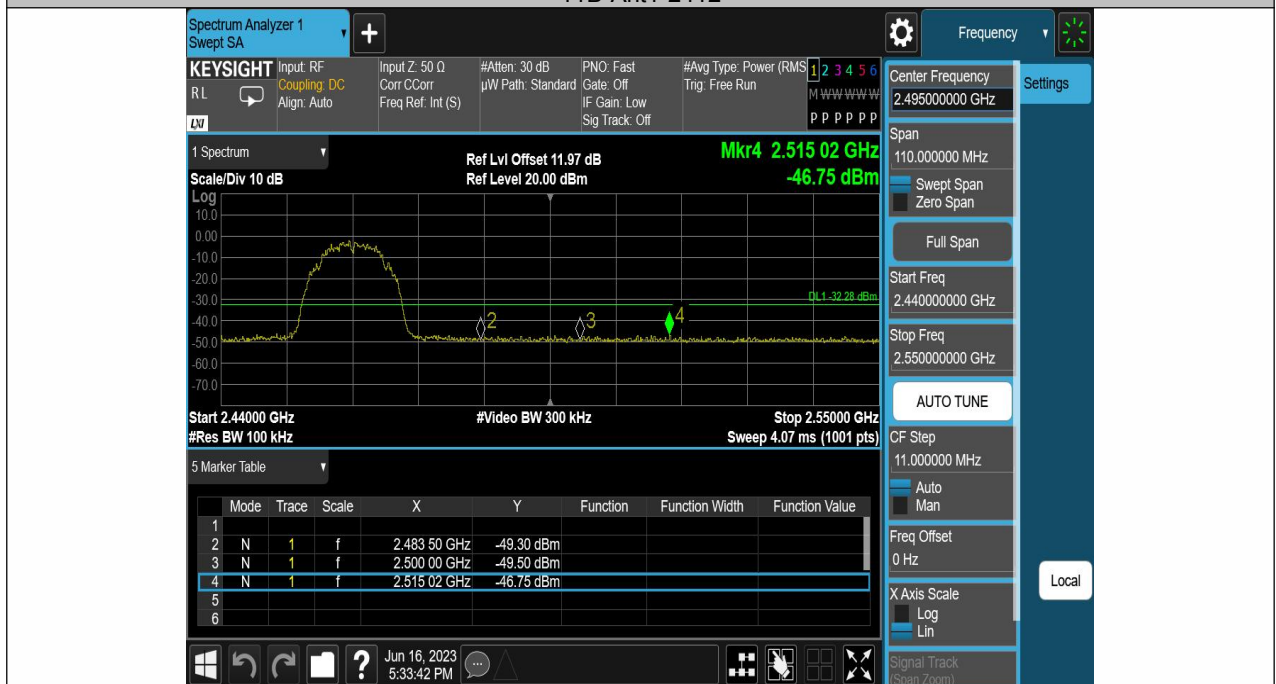 Spectrum Analyzer 1
Swept SA
Frequency
KEYSIGHT
RL
LXI
Input: RF
Coupling: DC
Align: Auto
Input Z: 50 Ω
Corr CCorr
Freq Ref: Int (S)
#Atten: 30 dB
µW Path: Standard
PNO: Fast
Gate: Off
IF Gain: Low
Sig Track: Off
#Avg Type: Power (RMS
Trig: Free Run
1 2 3 4 5 6
M W W W W W
P P P P P P
1 Spectrum
Scale/Div 10 dB
Ref Lvl Offset 11.97 dB
Ref Level 20.00 dBm
Mkr4 2.515 02 GHz
-46.75 dBm
Log
10.0
0.00
-10.0
-20.0
-30.0
-40.0
-50.0
-60.0
-70.0
DL1 -32.28 dBm
2
3
4
Start 2.44000 GHz
#Res BW 100 kHz
#Video BW 300 kHz
Stop 2.55000 GHz
Sweep 4.07 ms (1001 pts)
5 Marker Table
Mode Trace Scale X Y Function Function Width Function Value
1
2 N 1 f 2.483 50 GHz -49.30 dBm
3 N 1 f 2.500 00 GHz -49.50 dBm
4 N 1 f 2.515 02 GHz -46.75 dBm
5
6
Jun 16, 2023
5:33:42 PM
Center Frequency
2.495000000 GHz
Settings
Span
110.000000 MHz
Swept Span
Zero Span
Full Span
Start Freq
2.440000000 GHz
Stop Freq
2.550000000 GHz
AUTO TUNE
CF Step
11.000000 MHz
Auto
Man
Freq Offset
0 Hz
X Axis Scale
Log
Lin
Local
Signal Track
(Span Zoom)